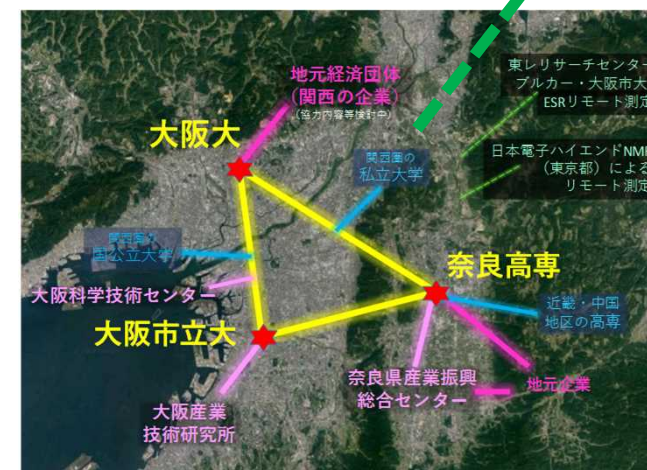 東レリサーチセンター
ブルカー・大阪市大
ESRリモート測定
地元経済団体
(関西の企業)
(協力内容等検討中)
大阪大
日本電子ハイエンドNMR
(東京都)による
リモート測定
関西圏の
私立大学
関西圏の
国公立大学
奈良高専
大阪科学技術センター
近畿・中国
地区の高専
大阪市立大
奈良県産業振興
総合センター
地元企業
大阪産業
技術研究所